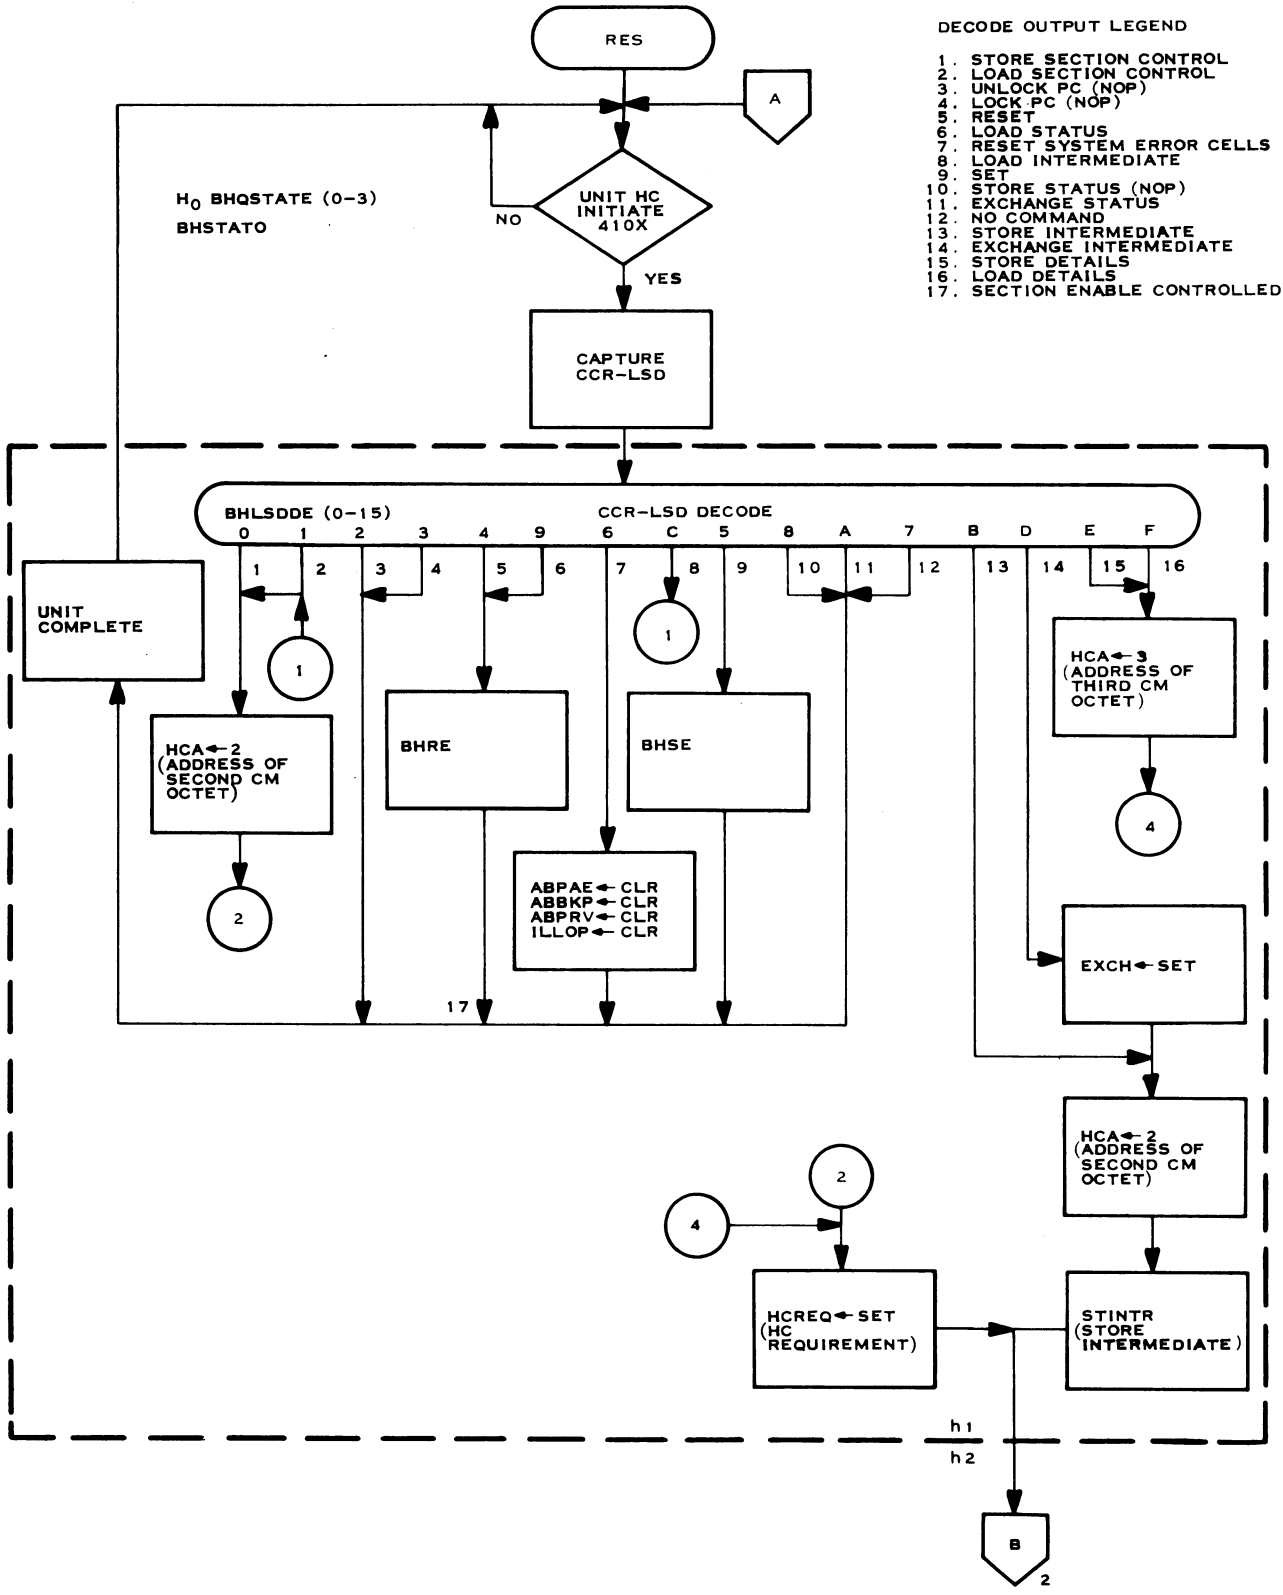 RES
A
DECODE OUTPUT LEGEND
1. STORE SECTION CONTROL
2. LOAD SECTION CONTROL
3. UNLOCK PC (NOP)
4. LOCK PC (NOP)
5. RESET
6. LOAD STATUS
7. RESET SYSTEM ERROR CELLS
8. LOAD INTERMEDIATE
9. SET
10. STORE STATUS (NOP)
11. EXCHANGE STATUS
12. NO COMMAND
13. STORE INTERMEDIATE
14. EXCHANGE INTERMEDIATE
15. STORE DETAILS
16. LOAD DETAILS
17. SECTION ENABLE CONTROLLED
H0 BHQSTATE (0-3)
BHSTATO
UNIT HC
INITIATE
410X
NO
YES
CAPTURE
CCR-LSD
BHLSDDE (0-15)
CCR-LSD DECODE
0 1 2 3 4 9 6 C 5 8 A 7 B D E F
1 2 3 4 5 6 7 8 9 10 11 12 13 14 15 16
UNIT
COMPLETE
1
1
HCA←2
(ADDRESS OF
SECOND CM
OCTET)
2
BHRE
BHSE
HCA←3
(ADDRESS OF
THIRD CM
OCTET)
4
ABPAE←CLR
ABBKP←CLR
ABPRV←CLR
ILLOP←CLR
17
EXCH←SET
HCA←2
(ADDRESS OF
SECOND CM
OCTET)
2
4
HCREQ←SET
(HC
REQUIREMENT)
STINTR
(STORE
INTERMEDIATE)
h1
h2
B
2